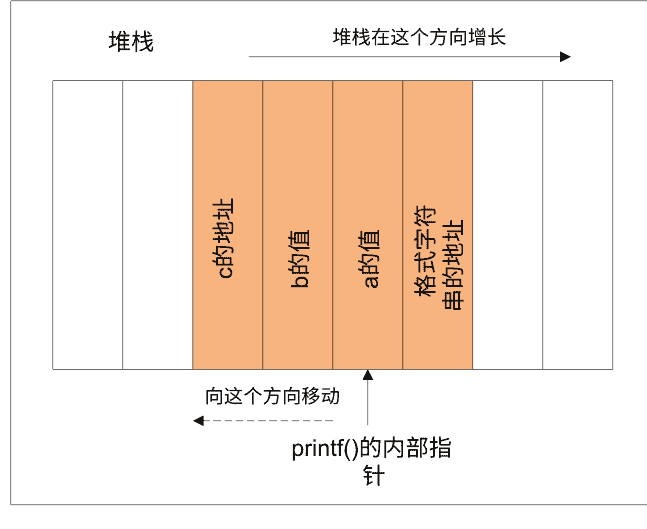 堆栈
堆栈在这个方向增长
c的地址
b的值
a的值
格式字符
串的地址
向这个方向移动
printf()的内部指
针